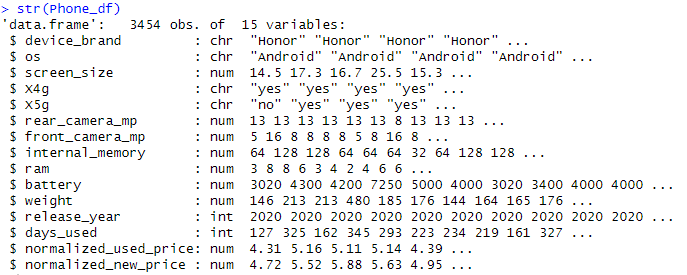 > str(Phone_df)
'data.frame':   3454 obs. of  15 variables:
 $ device_brand         : chr  "Honor" "Honor" "Honor" "Honor" ...
 $ os                   : chr  "Android" "Android" "Android" "Android" ...
 $ screen_size          : num  14.5 17.3 16.7 25.5 15.3 ...
 $ X4g                  : chr  "yes" "yes" "yes" "yes" ...
 $ X5g                  : chr  "no" "yes" "yes" "yes" ...
 $ rear_camera_mp       : num  13 13 13 13 13 13 8 13 13 13 ...
 $ front_camera_mp      : num  5 16 8 8 8 8 5 8 16 8 ...
 $ internal_memory      : num  64 128 128 64 64 64 32 64 128 128 ...
 $ ram                  : num  3 8 8 6 3 4 2 4 6 6 ...
 $ battery              : num  3020 4300 4200 7250 5000 4000 3020 3400 4000 4000 ...
 $ weight               : num  146 213 213 480 185 176 144 164 165 176 ...
 $ release_year         : int  2020 2020 2020 2020 2020 2020 2020 2020 2020 2020 ...
 $ days_used            : int  127 325 162 345 293 223 234 219 161 327 ...
 $ normalized_used_price: num  4.31 5.16 5.11 5.14 4.39 ...
 $ normalized_new_price : num  4.72 5.52 5.88 5.63 4.95 ...